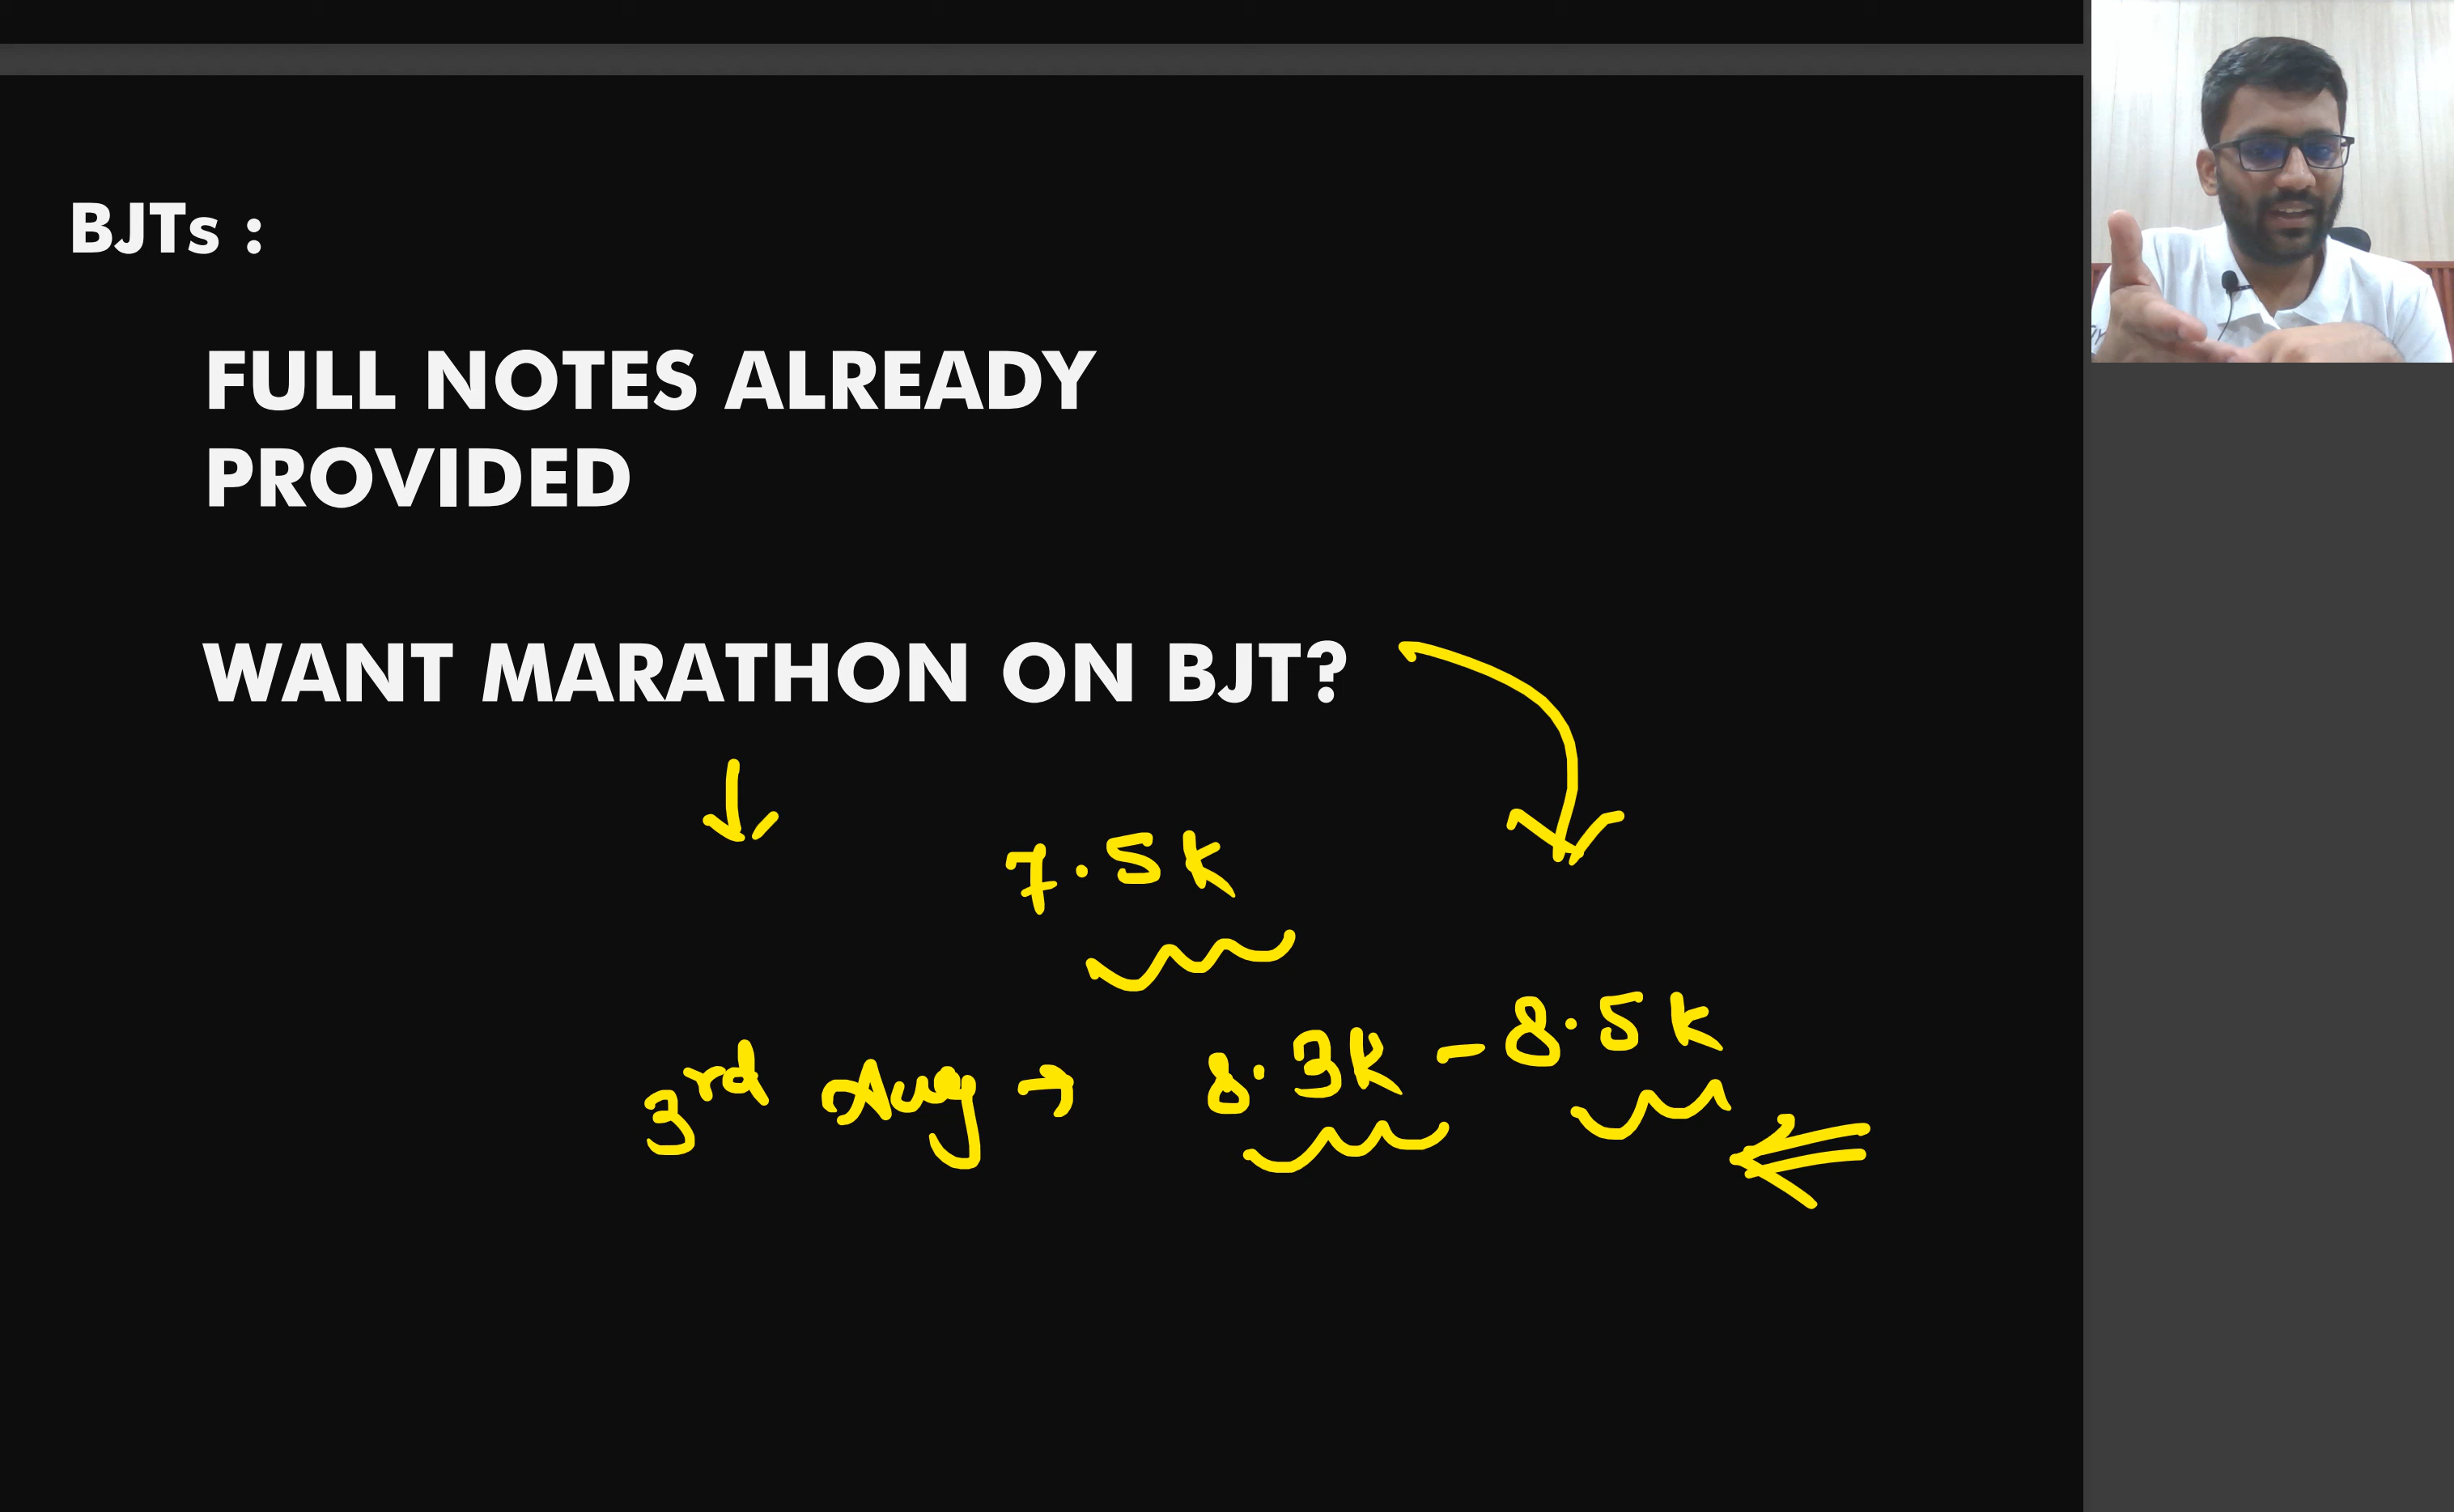 BJTs :
FULL NOTES ALREADY
PROVIDED
WANT MARATHON ON BJT?
7.5k
3rd Aug → 8.3k - 8.5k